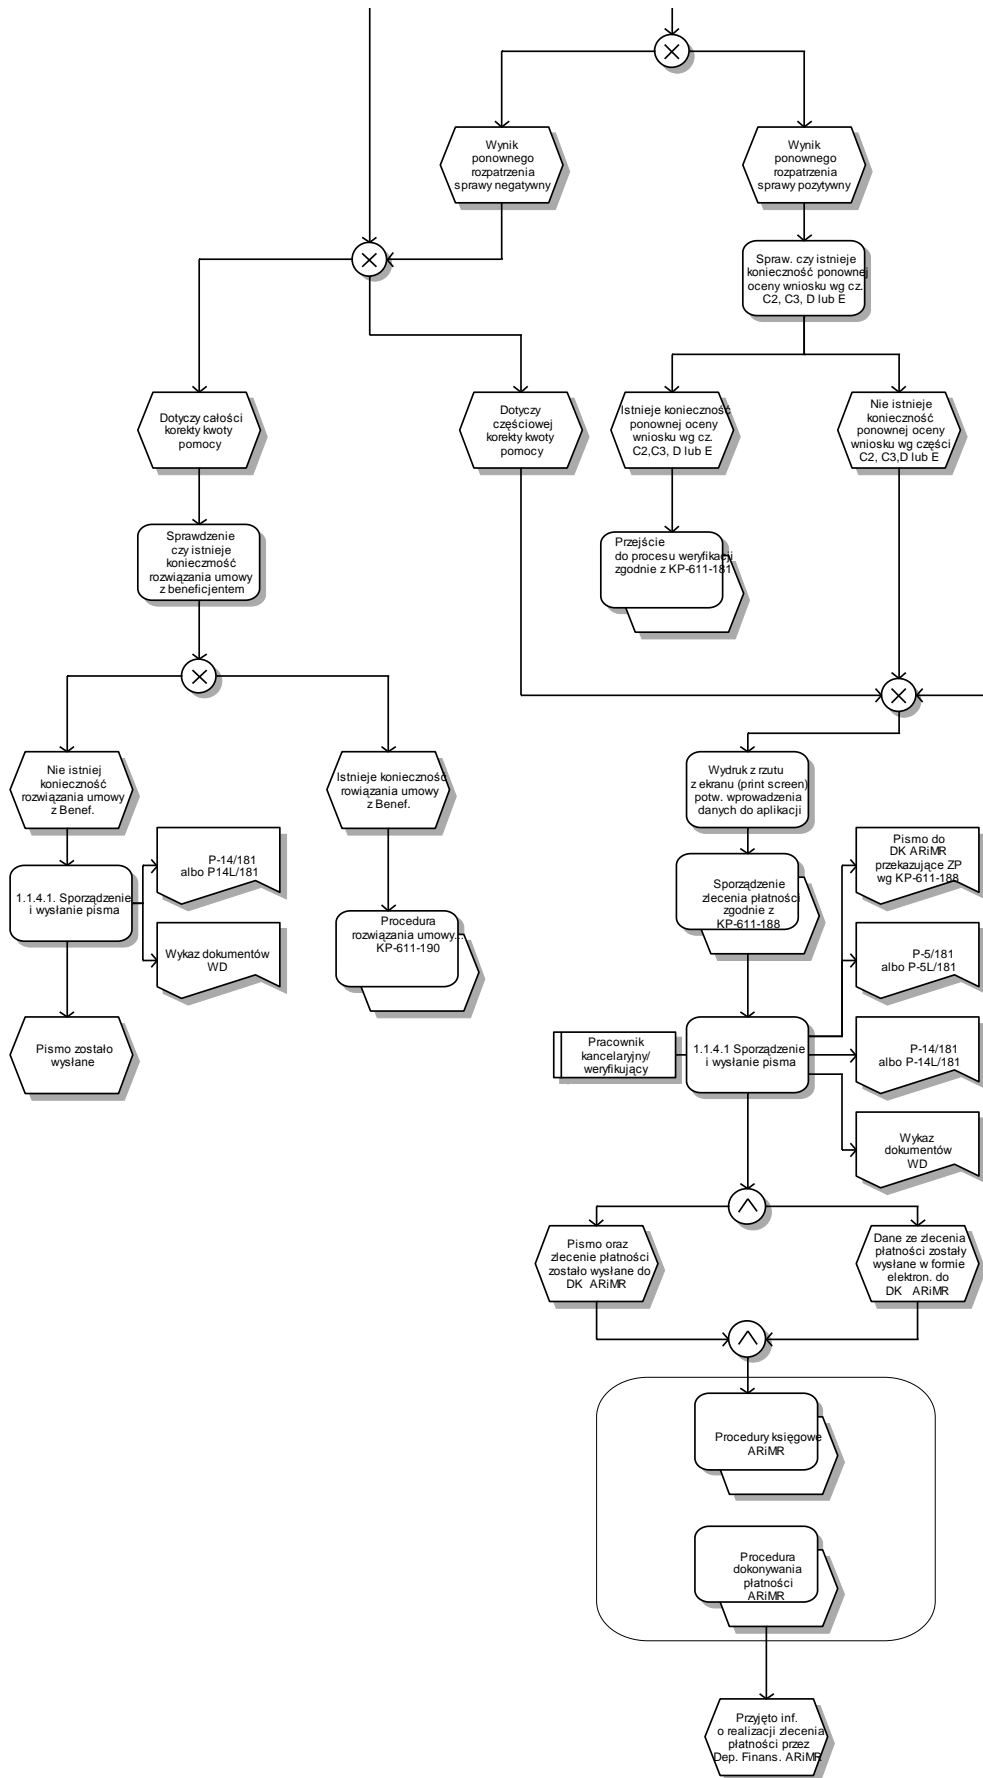 Wynik
ponownego
rozpatrzenia
sprawy negatywny
Wynik
ponownego
rozpatrzenia
sprawy pozytywny
Spraw. czy istnieje
konieczność ponownej
oceny wniosku wg cz.
C2, C3, D lub E
Dotyczy całości
korekty kwoty
pomocy
Dotyczy
częściowej
korekty kwoty
pomocy
Istnieje konieczność
ponownej oceny
wniosku wg cz.
C2,C3, D lub E
Nie istnieje
konieczność
ponownej oceny
wniosku wg części
C2, C3,D lub E
Sprawdzenie
czy istnieje
konieczmość
rozwiązania umowy
z beneficjentem
Przejście
do procesu weryfikacji
zgodnie z KP-611-181
Nie istniej
konieczność
rozwiązania umowy
z Benef.
Istnieje konieczność
rowiązania umowy
z Benef.
Wydruk z rzutu
z ekranu (print screen)
potw. wprowadzenia
danych do aplikacji
1.1.4.1. Sporządzenie
i wysłanie pisma
P-14/181
albo P14L/181
Wykaz dokumentów
WD
Procedura
rozwiązania umowy...
KP-611-190
Sporządzenie
zlecenia płatności
zgodnie z
KP-611-188
Pismo do
DK ARiMR
przekazujące ZP
wg KP-611-188
P-5/181
albo P-5L/181
Pismo zostało
wysłane
Pracownik
kancelaryjny/
weryfikujący
1.1.4.1 Sporządzenie
i wysłanie pisma
P-14/181
albo P-14L/181
Wykaz
dokumentów
WD
Pismo oraz
zlecenie płatności
zostało wysłane do
DK ARiMR
Dane ze zlecenia
płatności zostały
wysłane w formie
elektron. do
DK ARiMR
Procedury księgowe
ARiMR
Procedura
dokonywania
płatności
ARiMR
Przyjęto inf.
o realizacji zlecenia
płatności przez
Dep. Finans. ARiMR